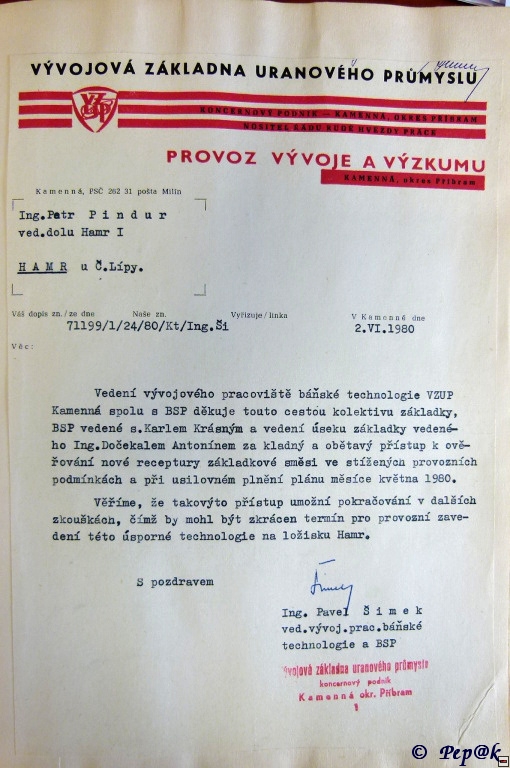 VÝVOJOVÁ ZÁKLADNA URANOVÉHO PRŮMYSLU
KONCERNOVÝ PODNIK — KAMENNÁ, OKRES PŘÍBRAM
NOSITEL ŘÁDU RUDÉ HVĚZDY PRÁCE
PROVOZ VÝVOJE A VÝZKUMU
KAMENNÁ, okres Příbram
Kamenná, PSČ 262 31 pošta Milín
Ing.Petr Pindur
ved.dolu Hamr I
HAMR u Č.Lípy.
Váš dopis zn./ze dne Naše zn. Vyřizuje/linka V Kamenné dne
71199/1/24/80/Kt/Ing.Ši 2.VI.1980
Věc:
Vedení vývojového pracoviště báňské technologie VZUP
Kamenná spolu s BSP děkuje touto cestou kolektivu základky,
BSP vedené s.Karlem Krásným a vedení úseku základky vedené-
ho Ing.Dočekalem Antonínem za kladný a obětavý přístup k ově-
řování nové receptury základkové směsi ve stížených provozních
podmínkách a při usilovném plnění plánu měsíce května 1980.
Věříme, že takovýto přístup umožní pokračování v dalších
zkouškách, čímž by mohl být zkrácen termín pro provozní zave-
dení této úsporné technologie na ložisku Hamr.
S pozdravem
Ing. Pavel Šimek
ved.vývoj.prac.báňské
technologie a BSP
Vývojová základna uranového průmyslu
koncernový podnik
Kamenná okr. Příbram
© Pep@k